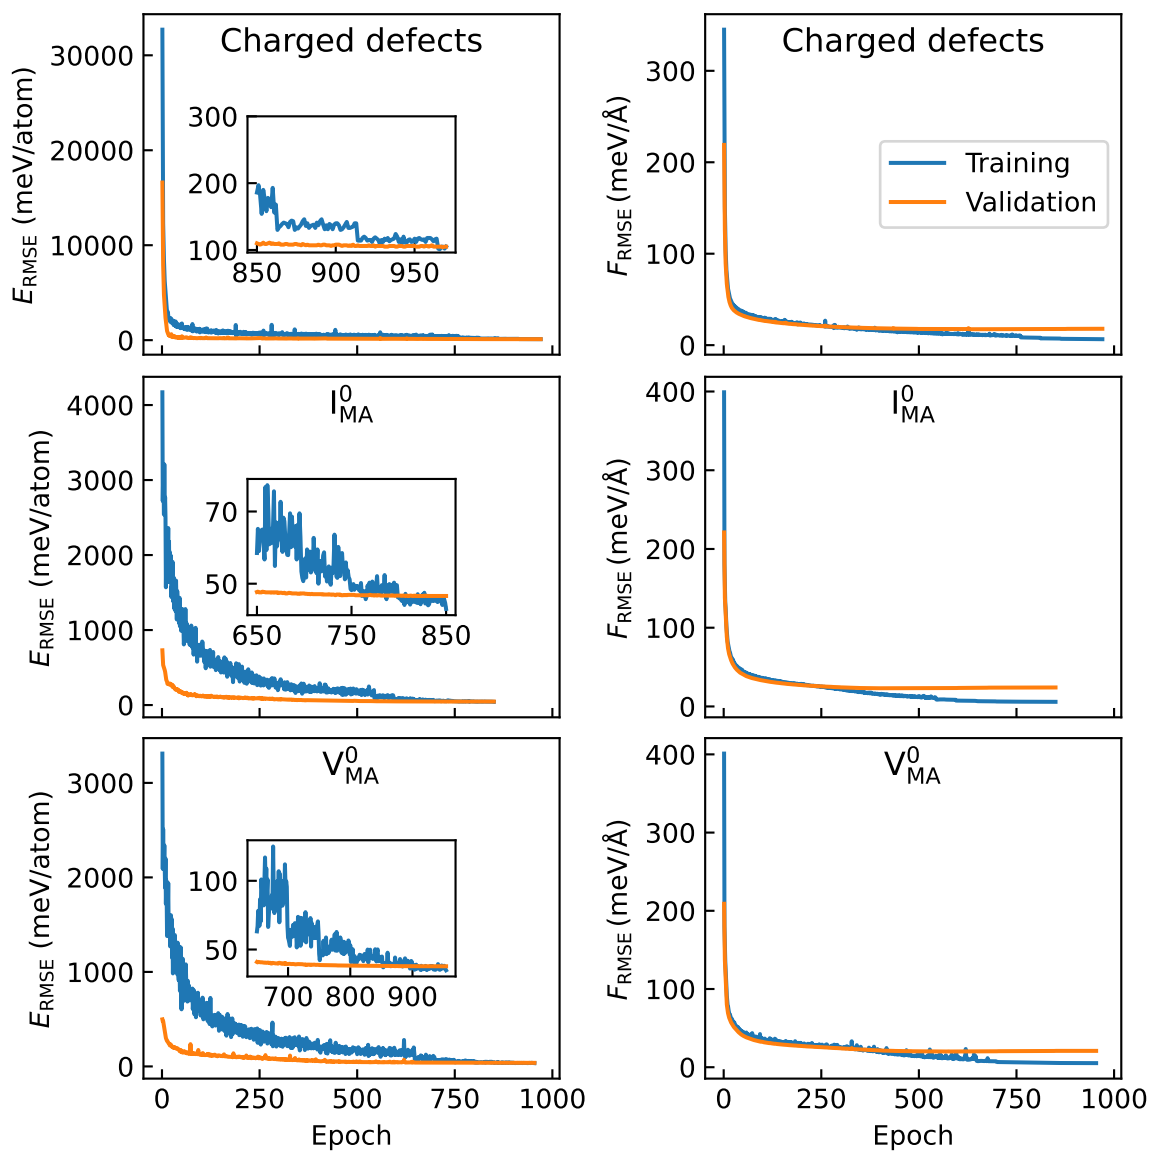 Charged defects
E_RMSE (meV/atom)
30000
20000
10000
0
300
200
100
850 900 950
Charged defects
F_RMSE (meV/Å)
300
200
100
0
Training
Validation
I⁰_MA
E_RMSE (meV/atom)
4000
3000
2000
1000
0
70
50
650 750 850
I⁰_MA
F_RMSE (meV/Å)
400
300
200
100
0
V⁰_MA
E_RMSE (meV/atom)
3000
2000
1000
0
100
50
700 800 900
0 250 500 750 1000
Epoch
V⁰_MA
F_RMSE (meV/Å)
400
300
200
100
0
0 250 500 750 1000
Epoch